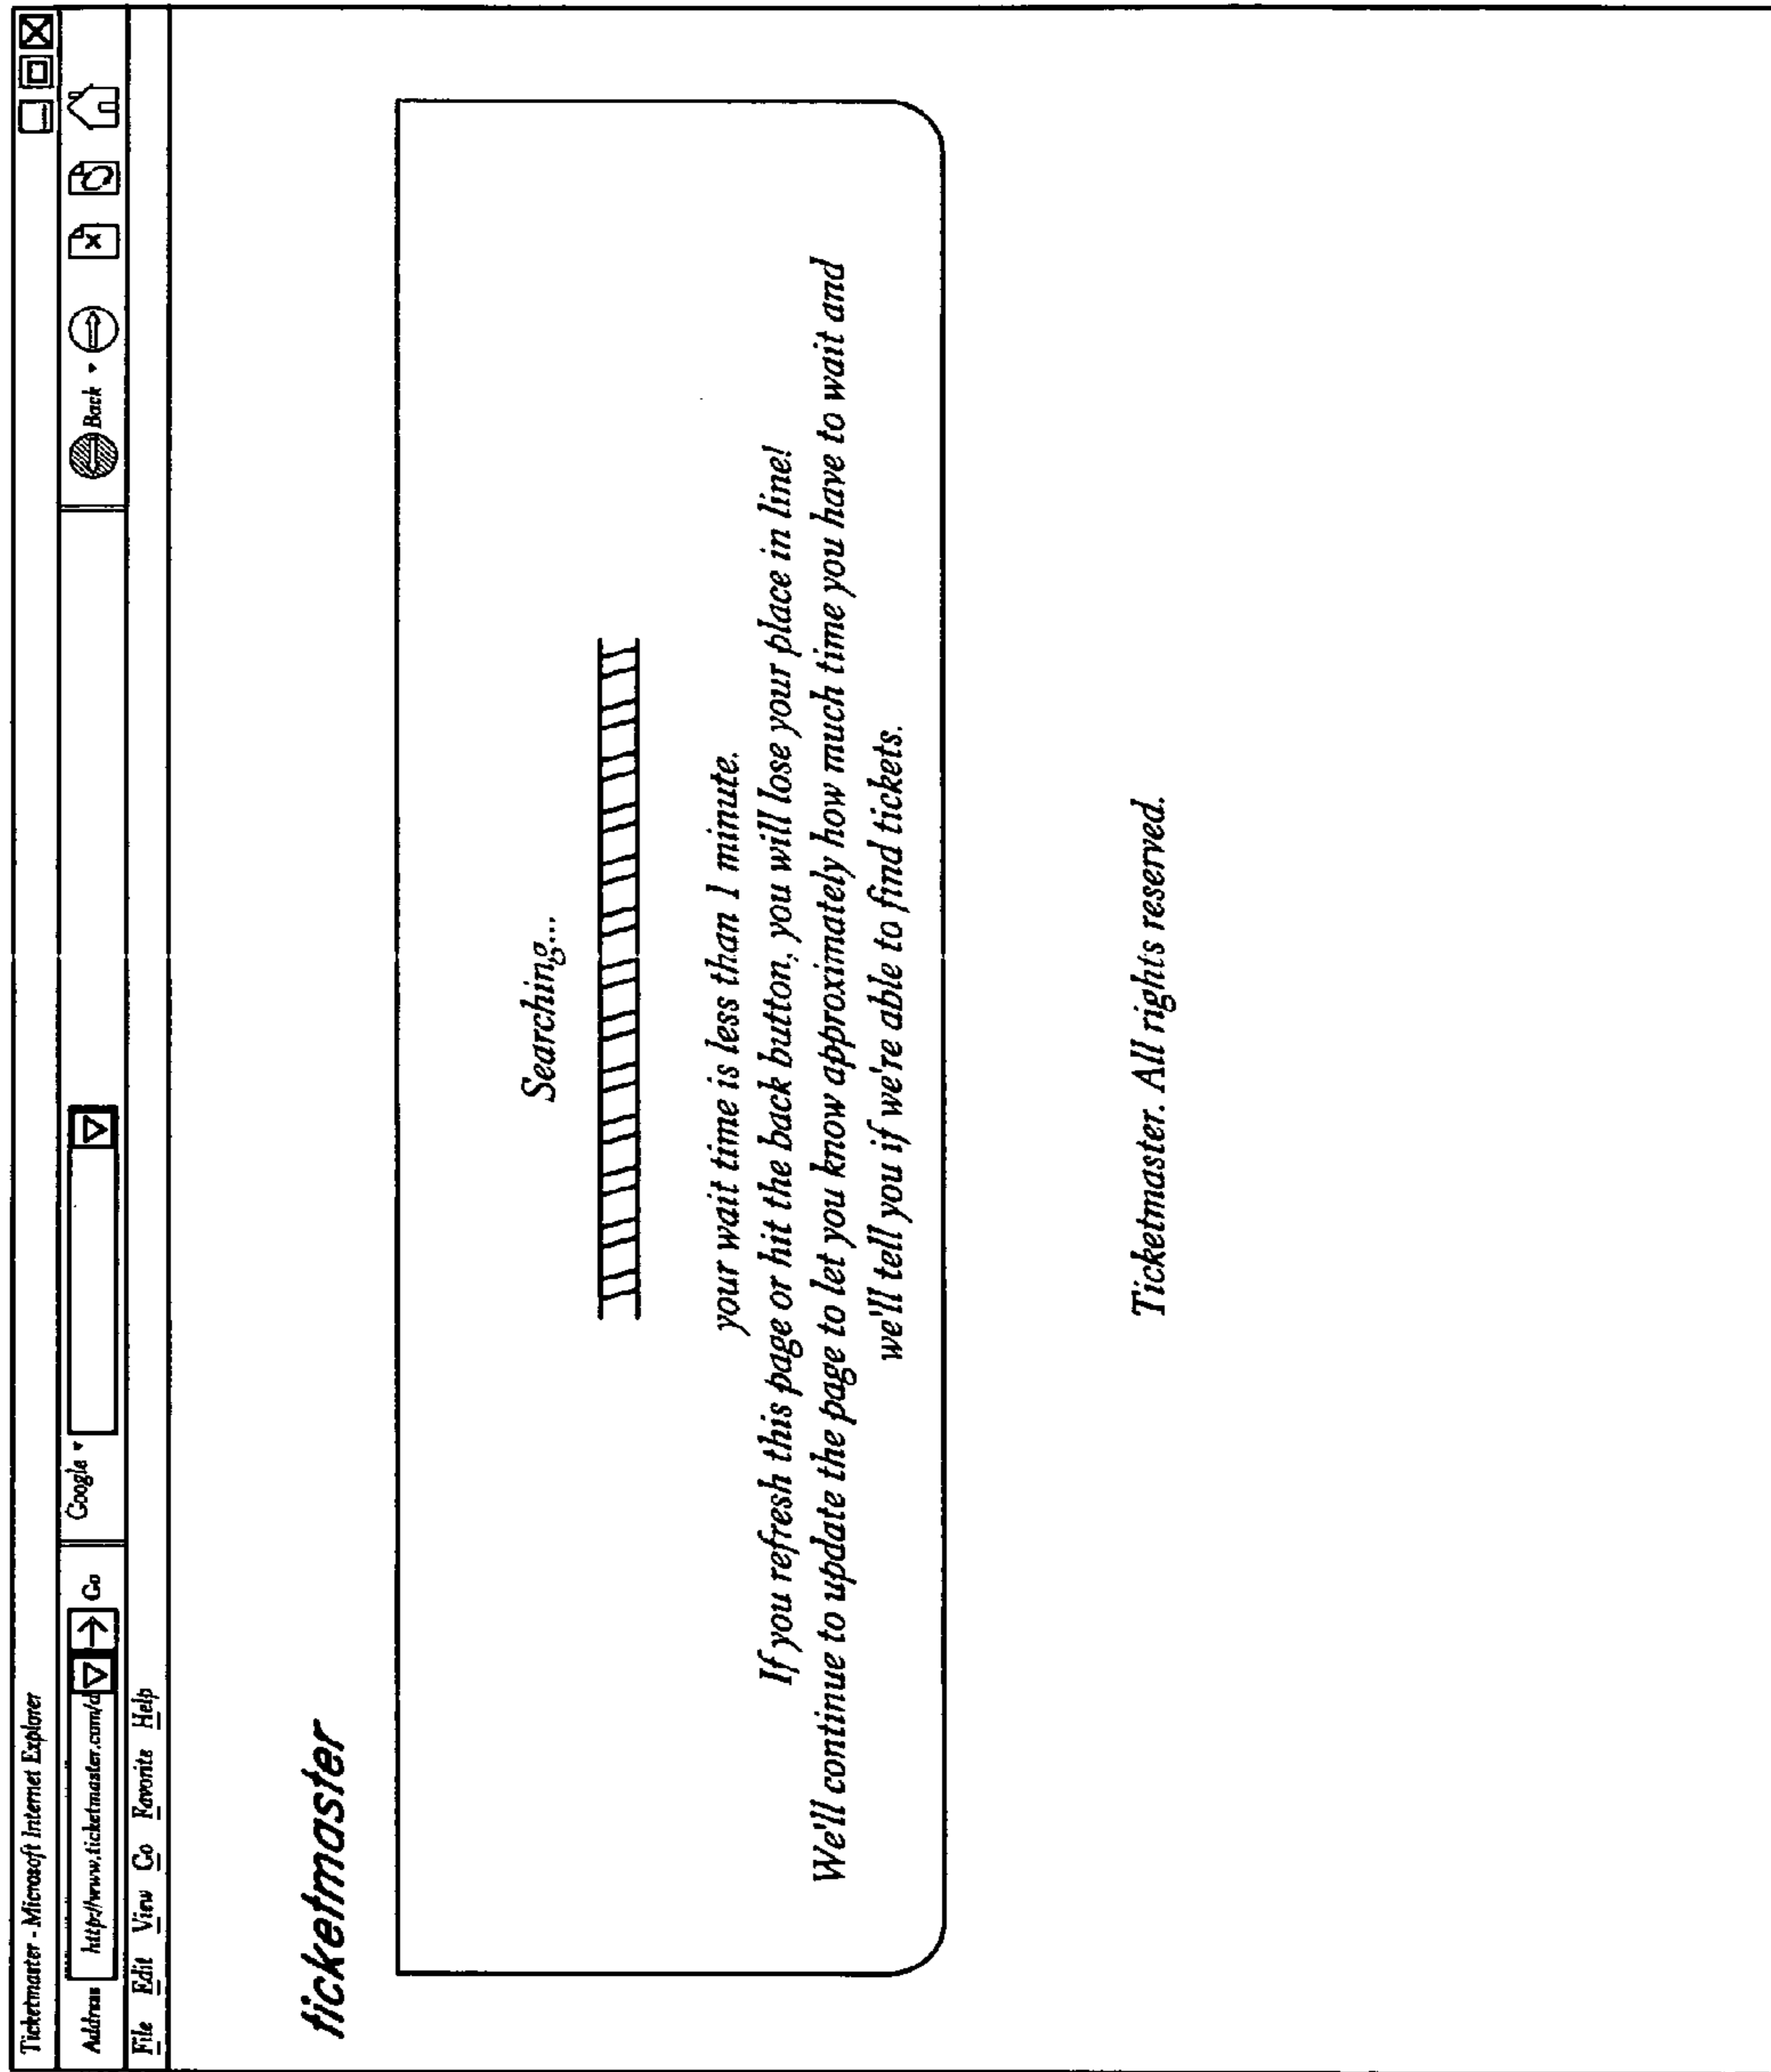 Ticketmaster - Microsoft Internet Explorer
Address http://www.ticketmaster.com/d Go Google Back
File Edit View Go Favorite Help
ticketmaster
Searching...
your wait time is less than 1 minute.
If you refresh this page or hit the back button, you will lose your place in line!
We'll continue to update the page to let you know approximately how much time you have to wait and
we'll tell you if we're able to find tickets.
Ticketmaster. All rights reserved.